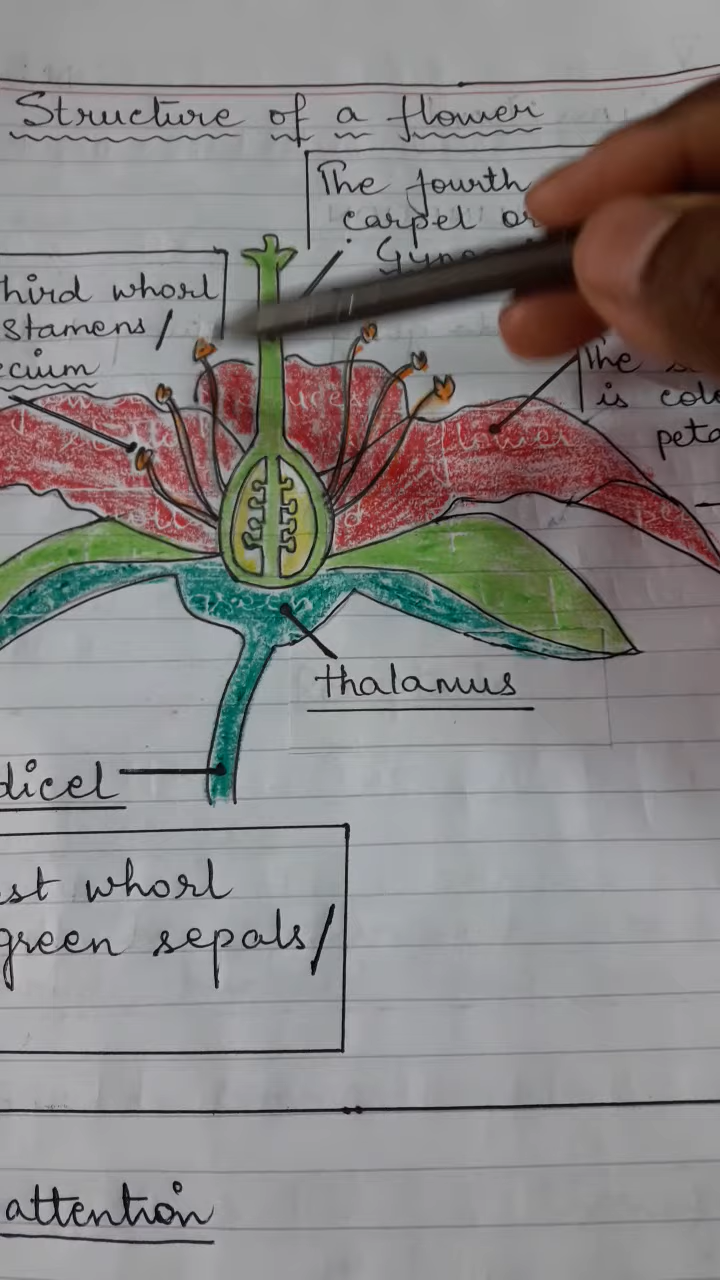 Structure of a flower
The fourth
carpel or
hird whorl
stamens/
ecium
The
is col
peta
thalamus
dicel
st whorl
green sepals/
attention